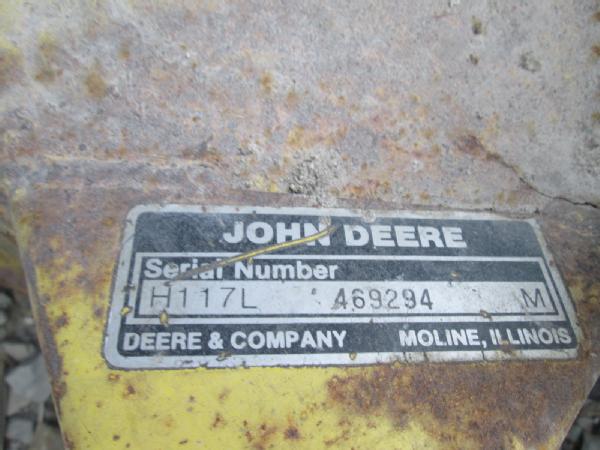 JOHN DEERE
Serial Number
H117L 469294 M
DEERE & COMPANY MOLINE, ILLINOIS